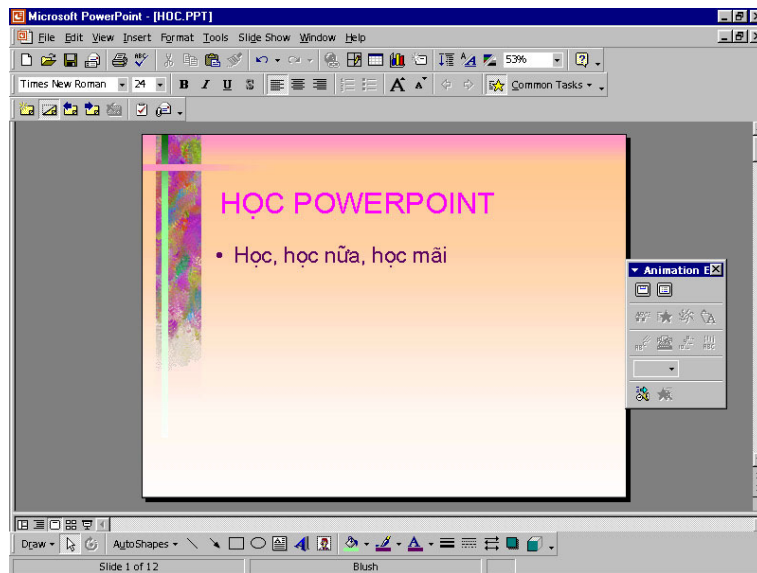 Microsoft PowerPoint - [HOC.PPT]
File Edit View Insert Format Tools Slide Show Window Help
53%
Times New Roman 24 B I U S A A Common Tasks
HỌC POWERPOINT
• Học, học nữa, học mãi
Animation E
Draw AutoShapes A A
Slide 1 of 12 Blush